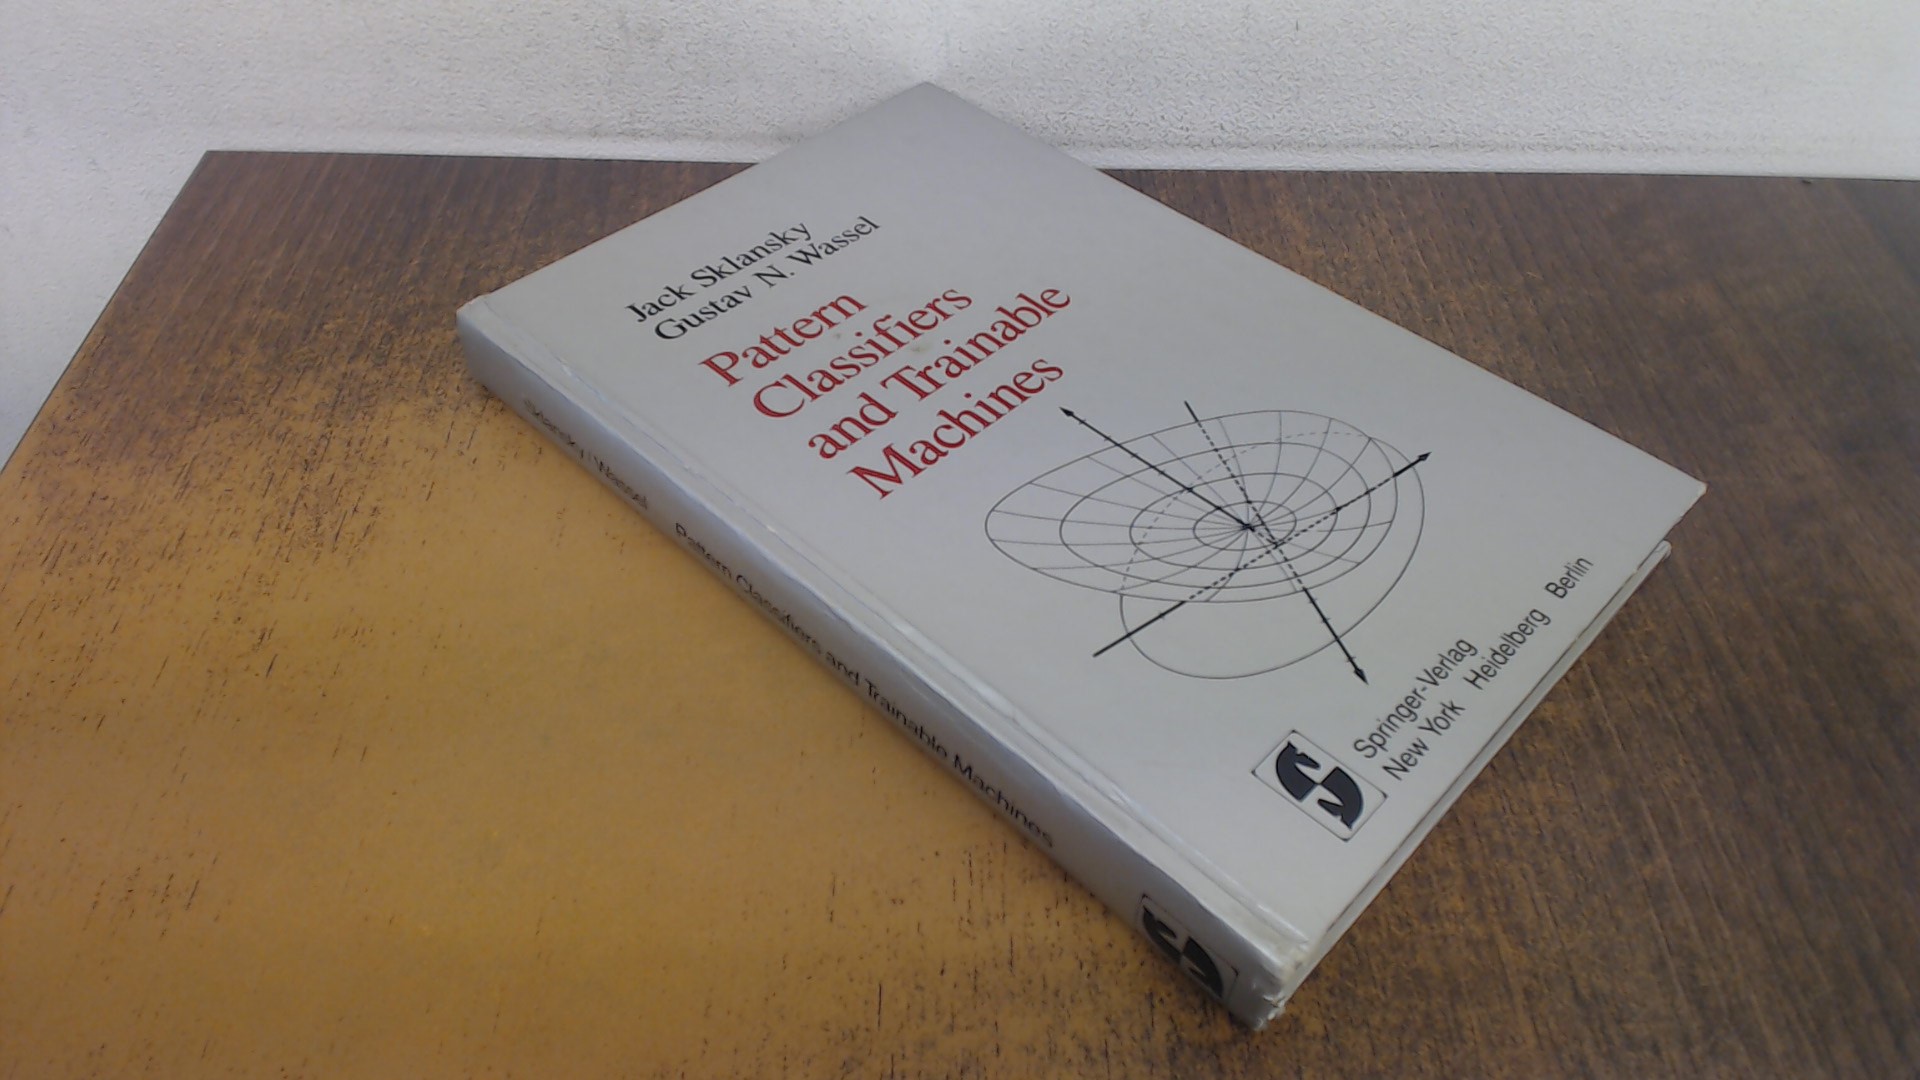 Jack Sklansky
Gustav N. Wassel
Pattern
Classifiers
and Trainable
Machines
Springer-Verlag
New York Heidelberg Berlin
Sklansky/Wassel Pattern Classifiers and Trainable Machines